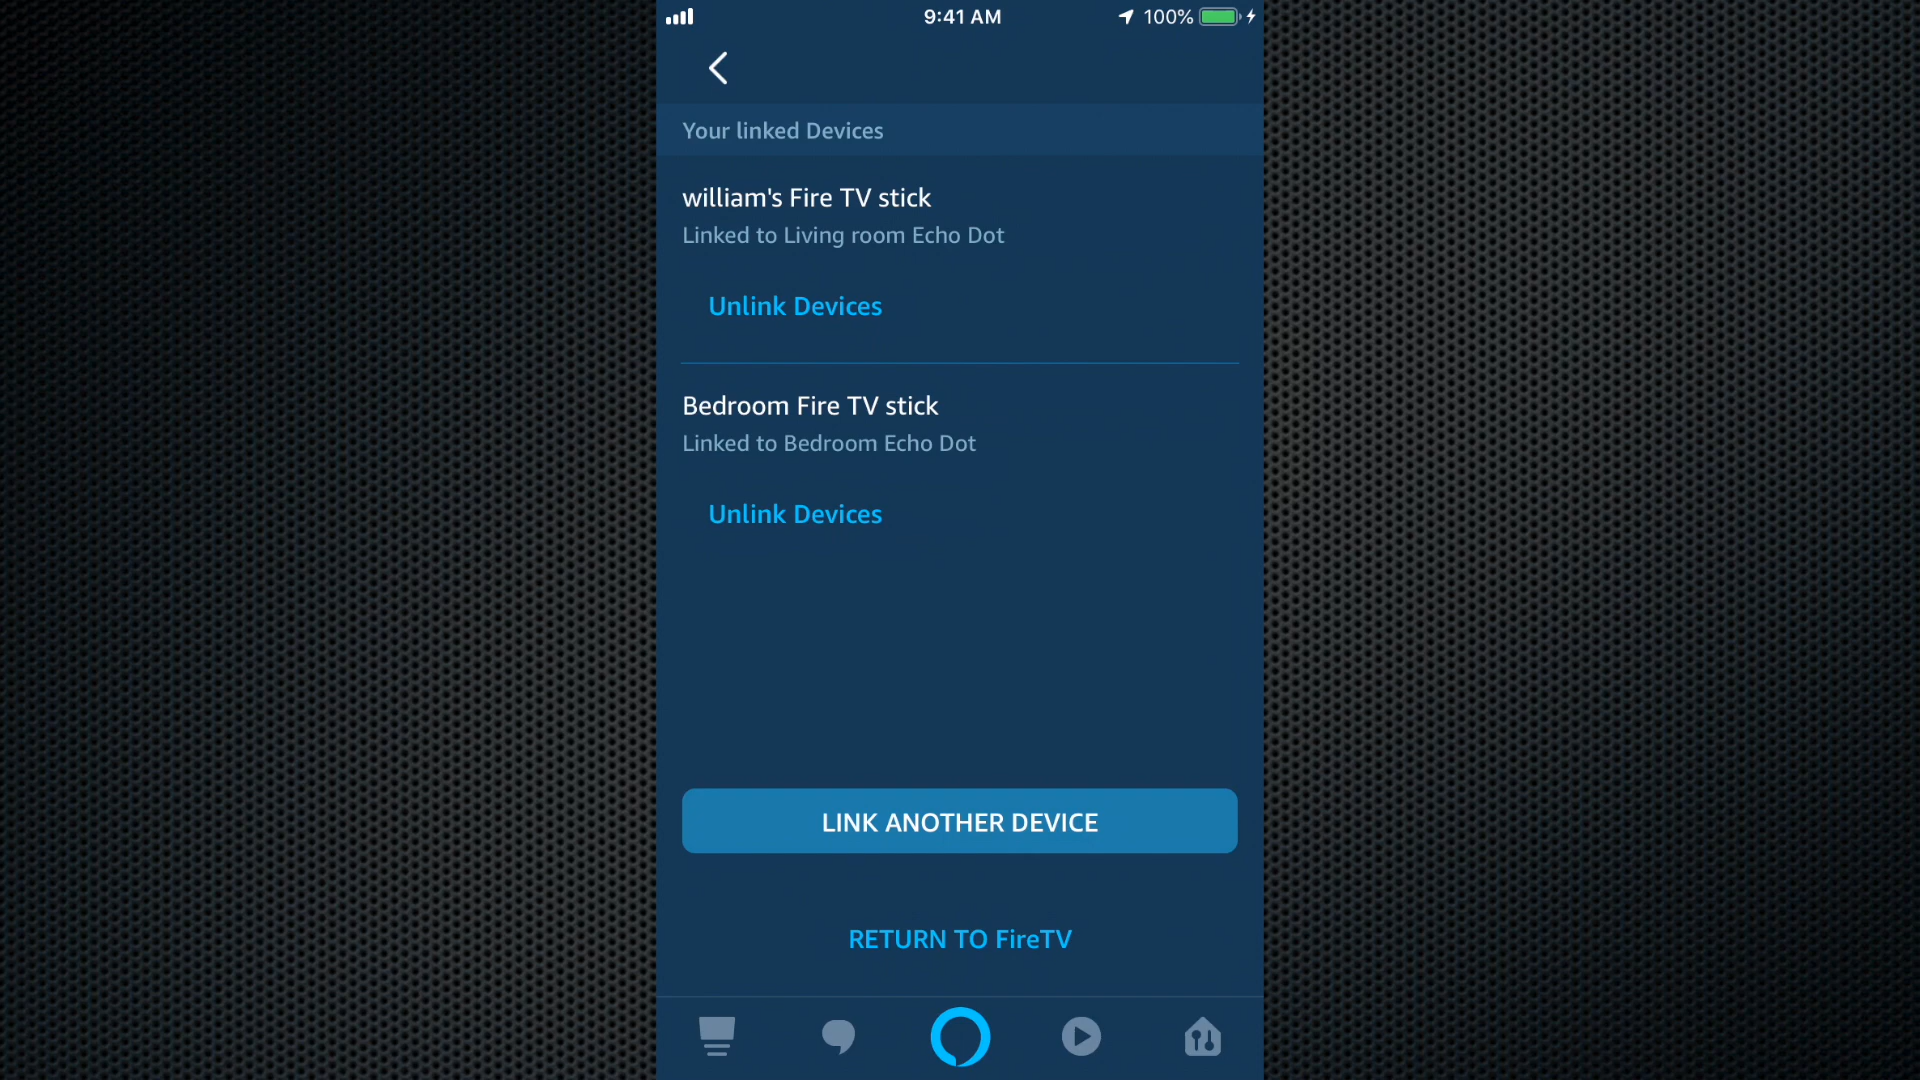 9:41 AM
100%
Your linked Devices
william's Fire TV stick
Linked to Living room Echo Dot
Unlink Devices
Bedroom Fire TV stick
Linked to Bedroom Echo Dot
Unlink Devices
LINK ANOTHER DEVICE
RETURN TO FireTV